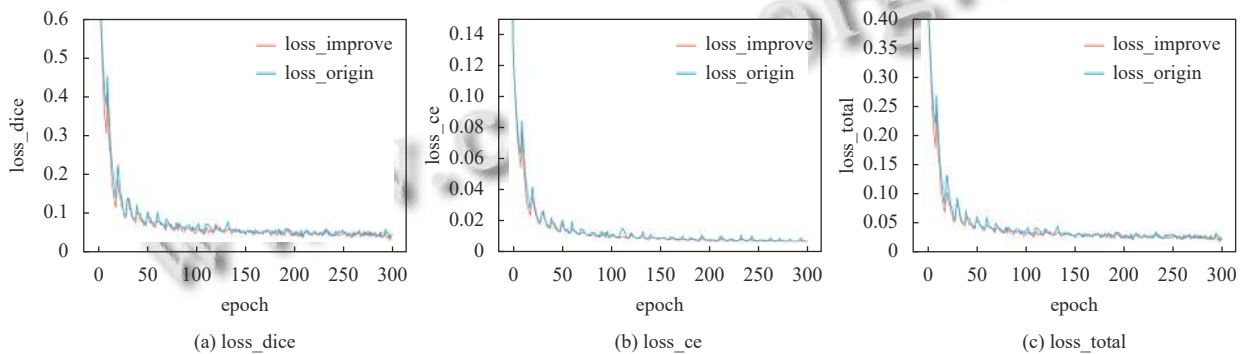 0.6
0.5
0.4
0.3
0.2
0.1
0
loss_dice
loss_improve
loss_origin
0 50 100 150 200 250 300
epoch
(a) loss_dice
0.14
0.12
0.10
0.08
0.06
0.04
0.02
0
loss_ce
loss_improve
loss_origin
0 50 100 150 200 250 300
epoch
(b) loss_ce
0.40
0.35
0.30
0.25
0.20
0.15
0.10
0.05
0
loss_total
loss_improve
loss_origin
0 50 100 150 200 250 300
epoch
(c) loss_total